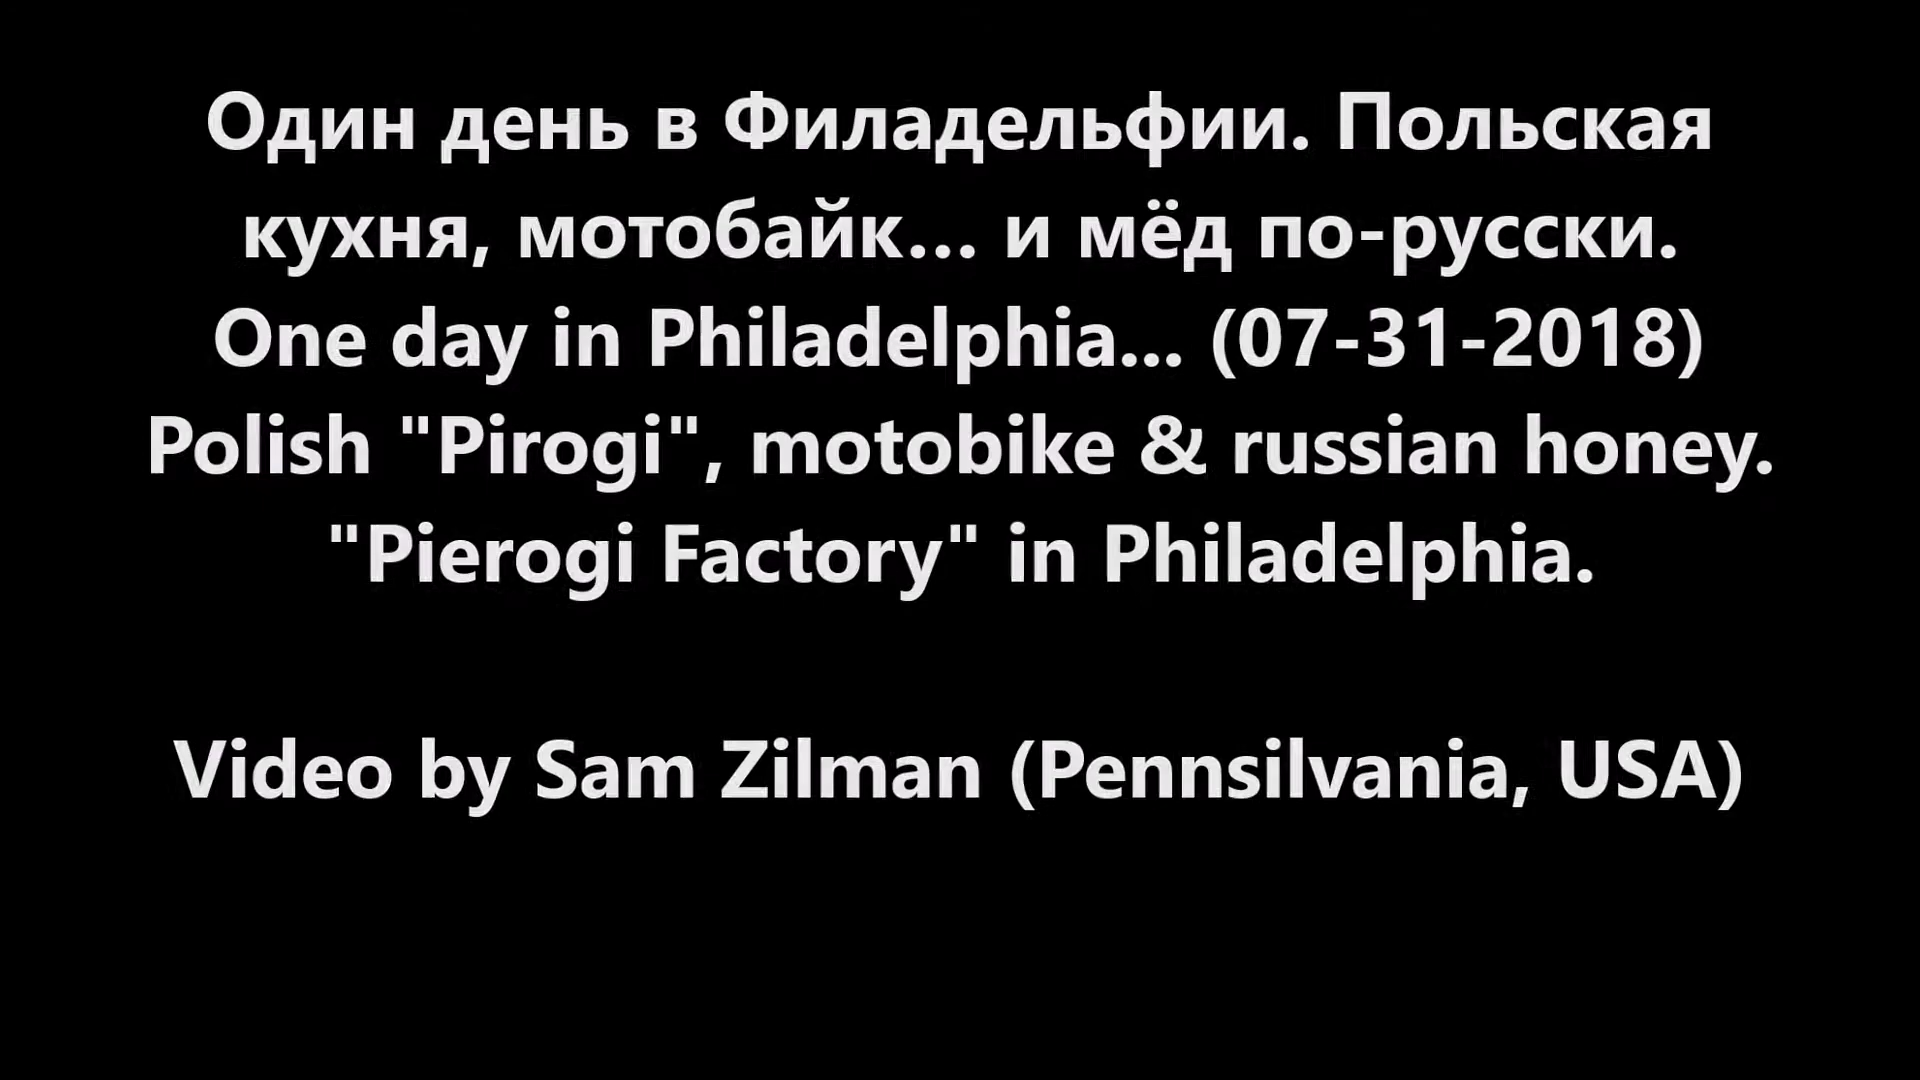 Один день в Филадельфии. Польская
кухня, мотобайк... и мёд по-русски.
One day in Philadelphia... (07-31-2018)
Polish "Pirogi", motobike & russian honey.
"Pierogi Factory" in Philadelphia.
Video by Sam Zilman (Pennsilvania, USA)